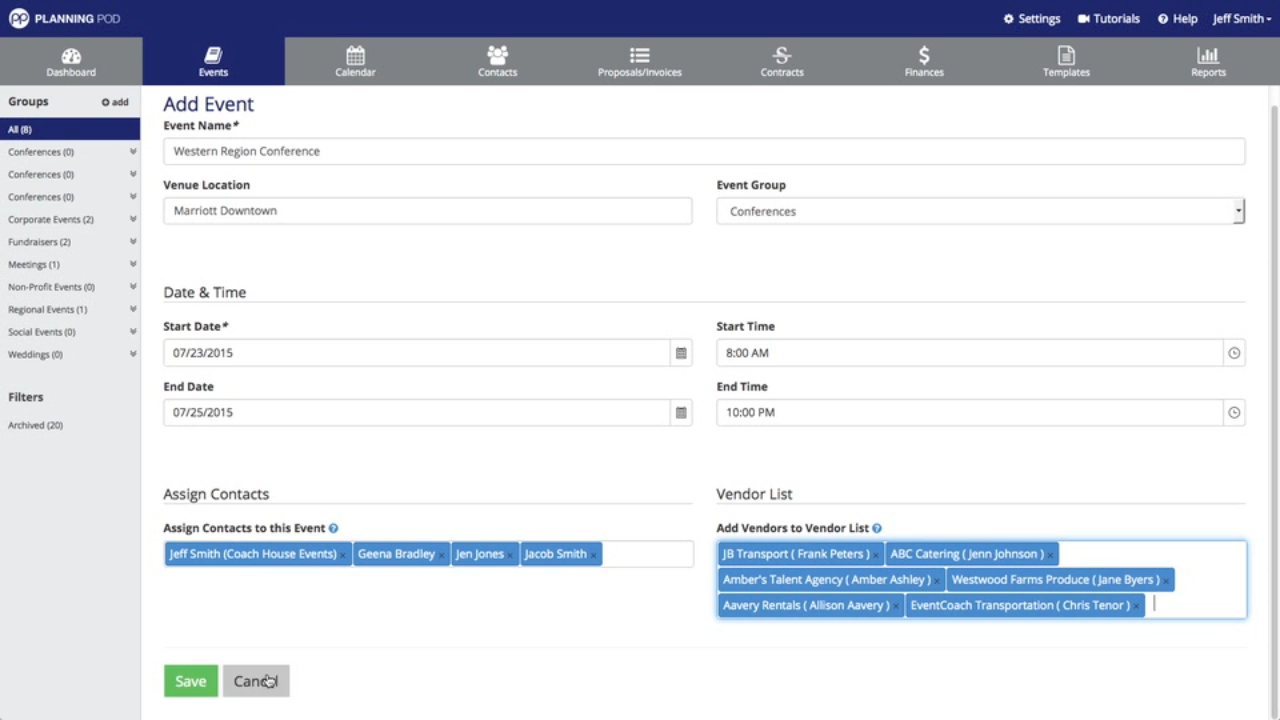 pp PLANNING POD
Settings Tutorials Help Jeff Smith
Dashboard Events Calendar Contacts Proposals/Invoices Contracts Finances Templates Reports
Groups add
All (8)
Conferences (0)
Conferences (0)
Conferences (0)
Corporate Events (2)
Fundraisers (2)
Meetings (1)
Non-Profit Events (0)
Regional Events (1)
Social Events (0)
Weddings (0)
Filters
Archived (20)
Add Event
Event Name*
Western Region Conference
Venue Location Event Group
Marriott Downtown Conferences
Date & Time
Start Date* Start Time
07/23/2015 8:00 AM
End Date End Time
07/25/2015 10:00 PM
Assign Contacts Vendor List
Assign Contacts to this Event ? Add Vendors to Vendor List ?
Jeff Smith (Coach House Events) × Geena Bradley × Jen Jones × Jacob Smith × JB Transport ( Frank Peters ) × ABC Catering ( Jenn Johnson ) ×
Amber's Talent Agency ( Amber Ashley ) × Westwood Farms Produce ( Jane Byers ) ×
Aavery Rentals ( Allison Aavery ) × EventCoach Transportation ( Chris Tenor ) ×
Save Cancel